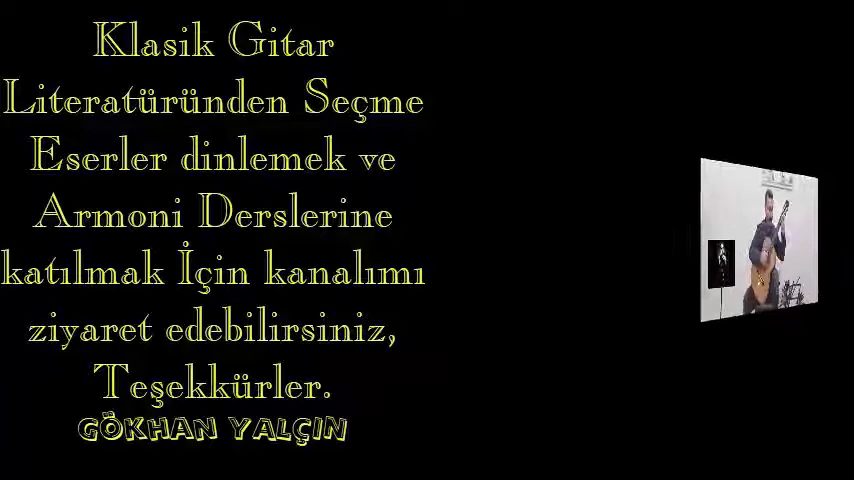 Klasik Gitar
Literatüründen Seçme
Eserler dinlemek ve
Armoni Derslerine
katılmak İçin kanalımı
ziyaret edebilirsiniz,
Teşekkürler.
GÖKHAN YALÇIN